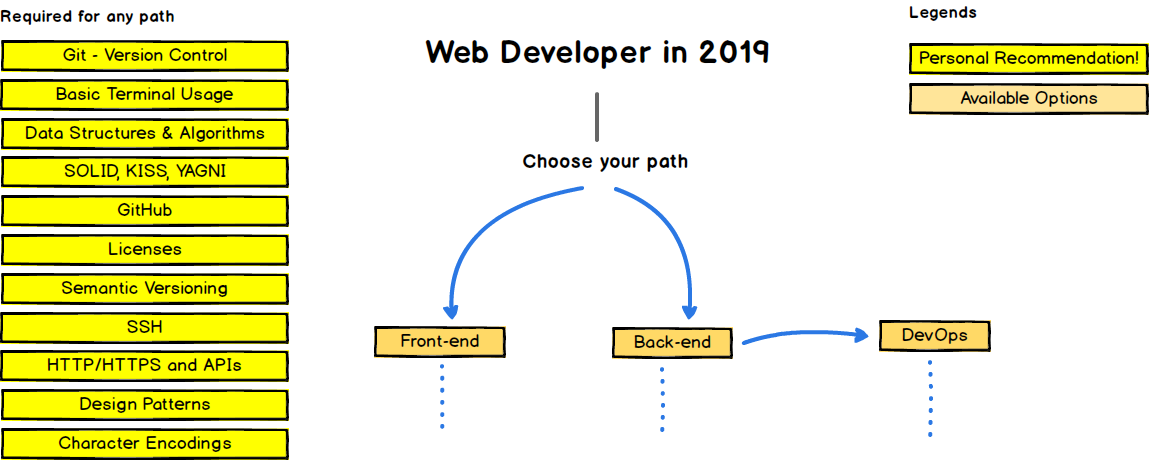 Required for any path
Git - Version Control
Basic Terminal Usage
Data Structures & Algorithms
SOLID, KISS, YAGNI
GitHub
Licenses
Semantic Versioning
SSH
HTTP/HTTPS and APIs
Design Patterns
Character Encodings
Web Developer in 2019
Choose your path
Front-end
Back-end
DevOps
Legends
Personal Recommendation!
Available Options